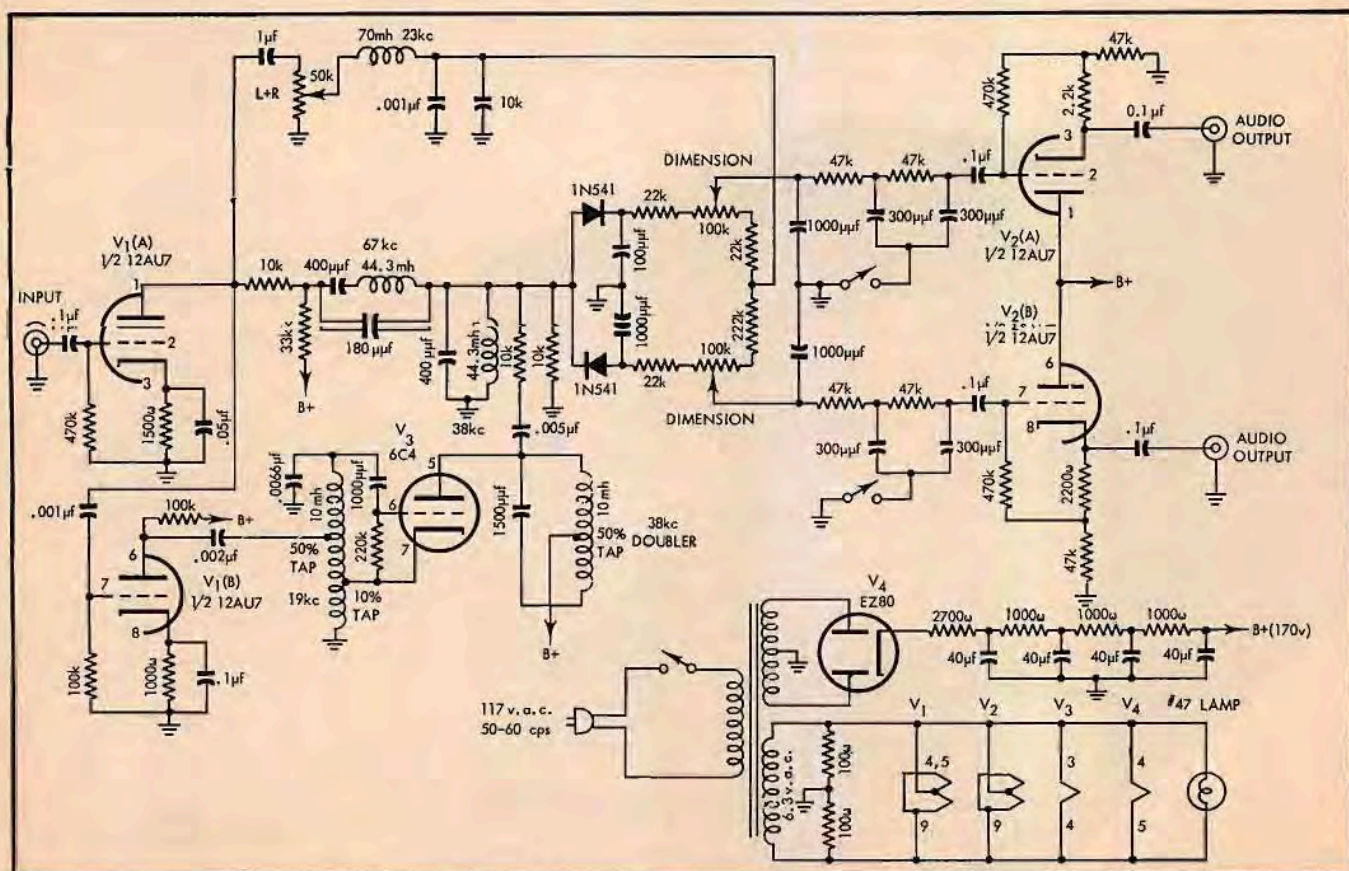 1µf
70mh 23kc
50k
L+R
.001µf
10k
47k
470k
2.2k
0.1µf
AUDIO
OUTPUT
3
2
1
V₂(A)
1/2 12AU7
B+
DIMENSION
47k
47k
.1µf
1000µµf
300µµf
300µµf
1N541
22k
100k
100µµf
22k
V₁(A)
1/2 12AU7
INPUT
.1µf
1
2
3
470k
1500ω
.05µf
10k
400µµf
67kc
44.3mh
33kc
B+
180µµf
400µµf
44.3mh
38kc
10k
10k
1000µµf
1N541
22k
100k
222k
DIMENSION
1000µµf
47k
47k
.1µf
300µµf
300µµf
V₂(B)
1/2 12AU7
6
7
8
470k
2200ω
47k
.1µf
AUDIO
OUTPUT
.001µf
100k
B+
.002µf
6
7
8
V₁(B)
1/2 12AU7
100k
1000ω
.1µf
.0066µf
10mh
50%
TAP
19kc
10%
TAP
1000µµf
220k
V₃
6C4
5
6
7
.005µf
1500µµf
10mh
50%
TAP
38kc
DOUBLER
B+
117 v.a.c.
50-60 cps
V₄
EZ80
2700ω
1000ω
1000ω
1000ω
B+(170v)
40µf
40µf
40µf
40µf
6.3v.a.c.
100ω
100ω
V₁
V₂
V₃
V₄
#47 LAMP
4,5
9
9
3
4
4
5